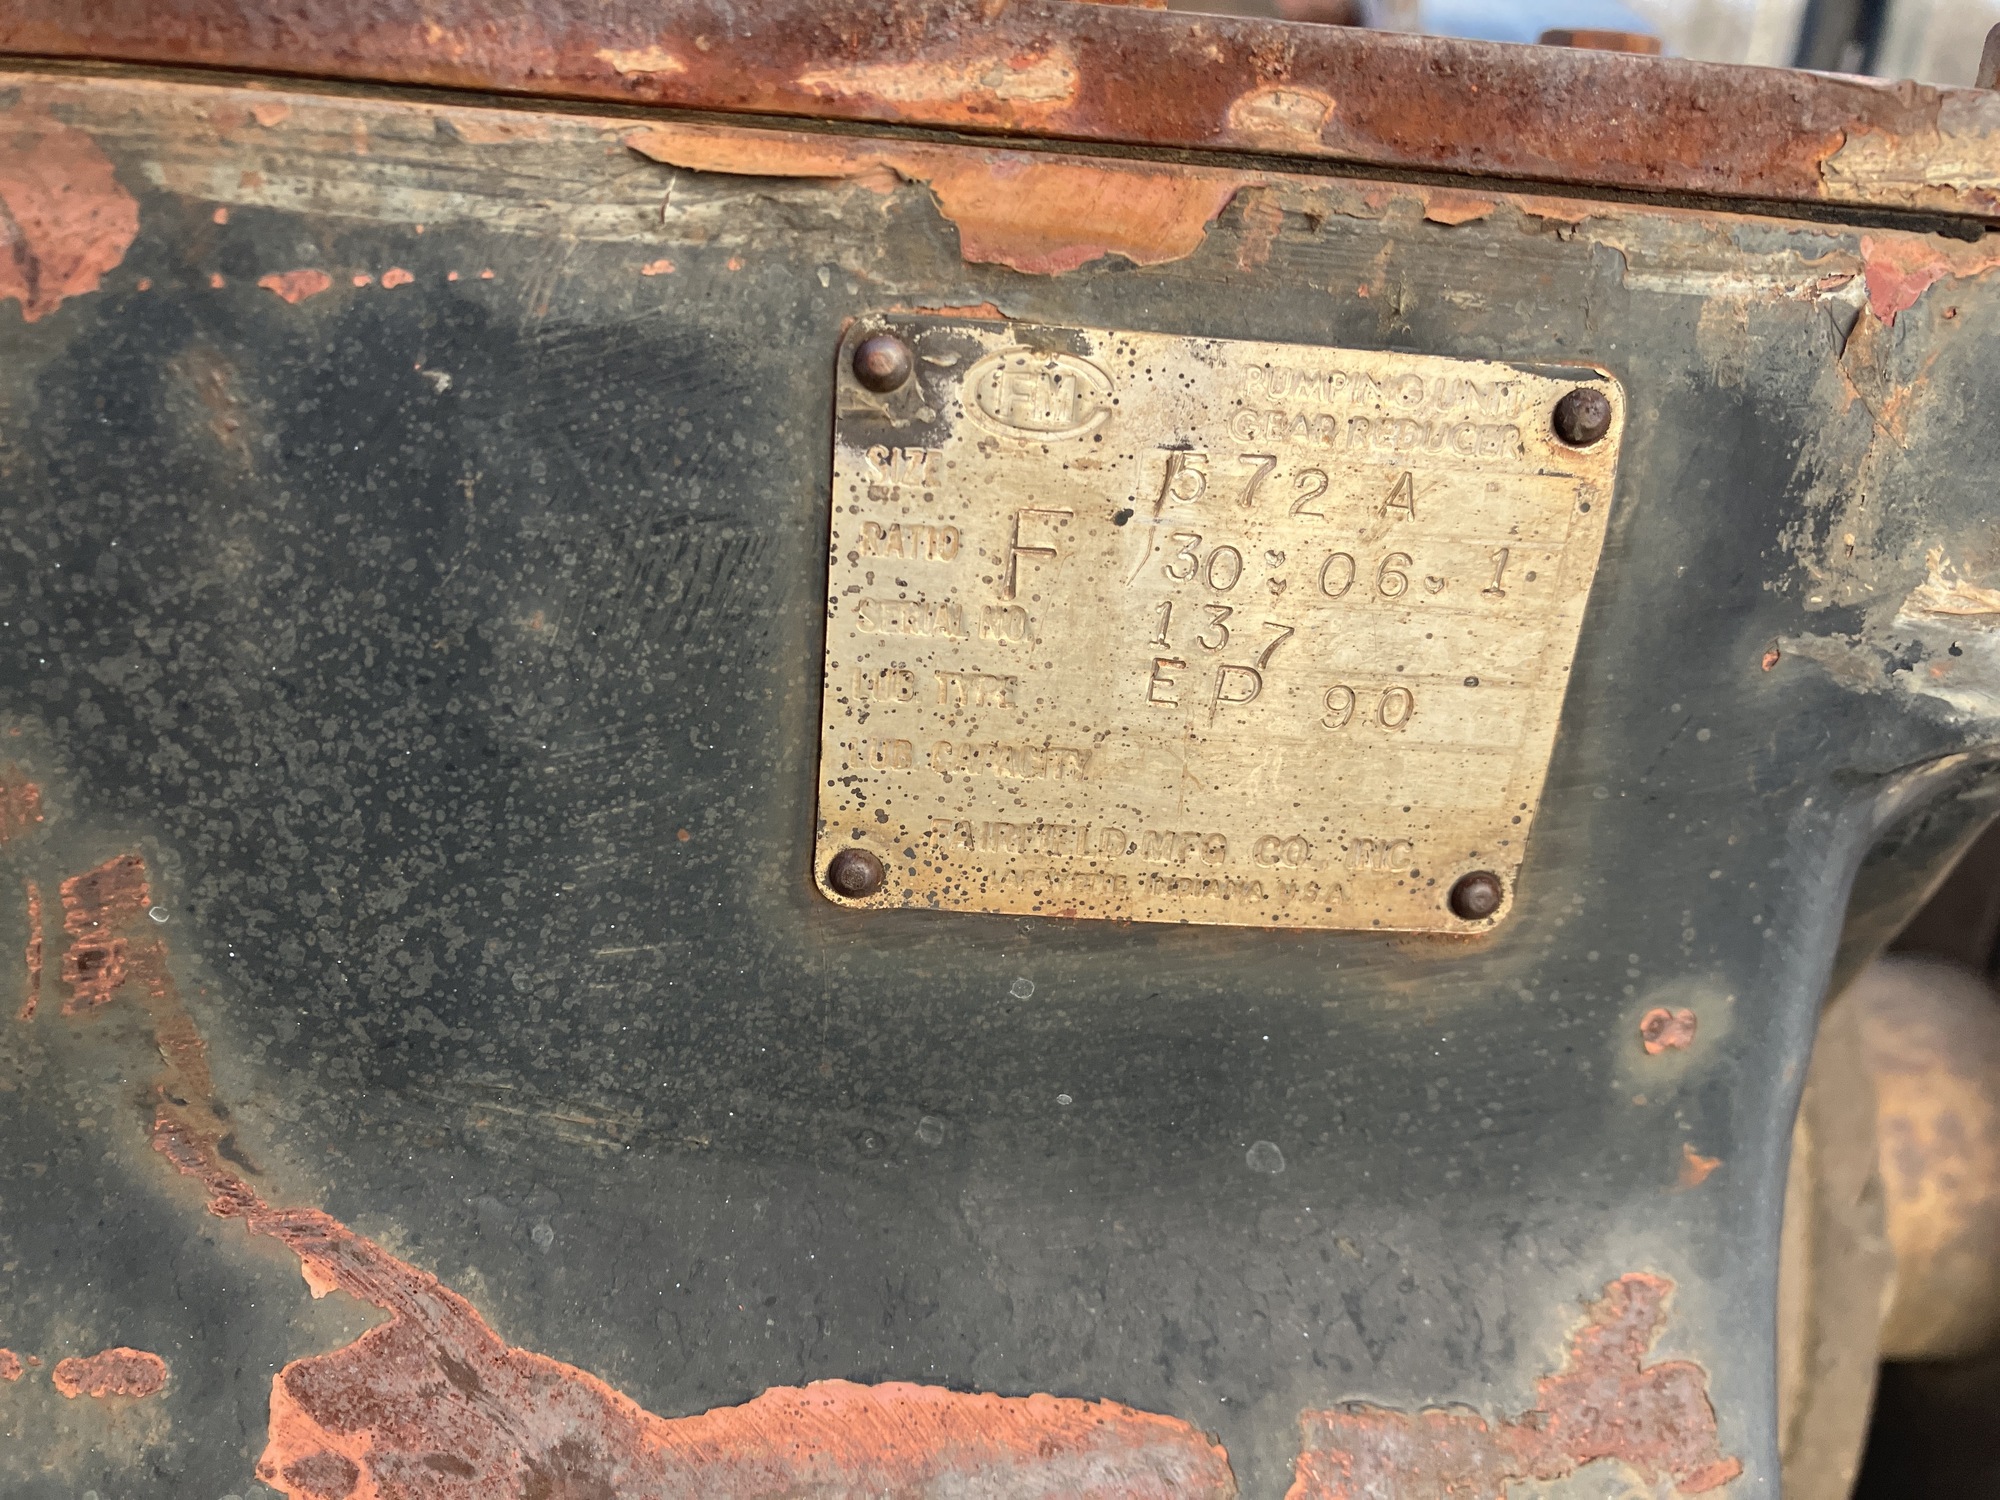 FM
PUMPING UNIT
GEAR REDUCER
SIZE 572 A
RATIO F 30:06.1
SERIAL NO. 137
LUB TYPE EP 90
LUB CAPACITY
FAIRFIELD MFG CO., INC.
LAFAYETTE, INDIANA, U.S.A.